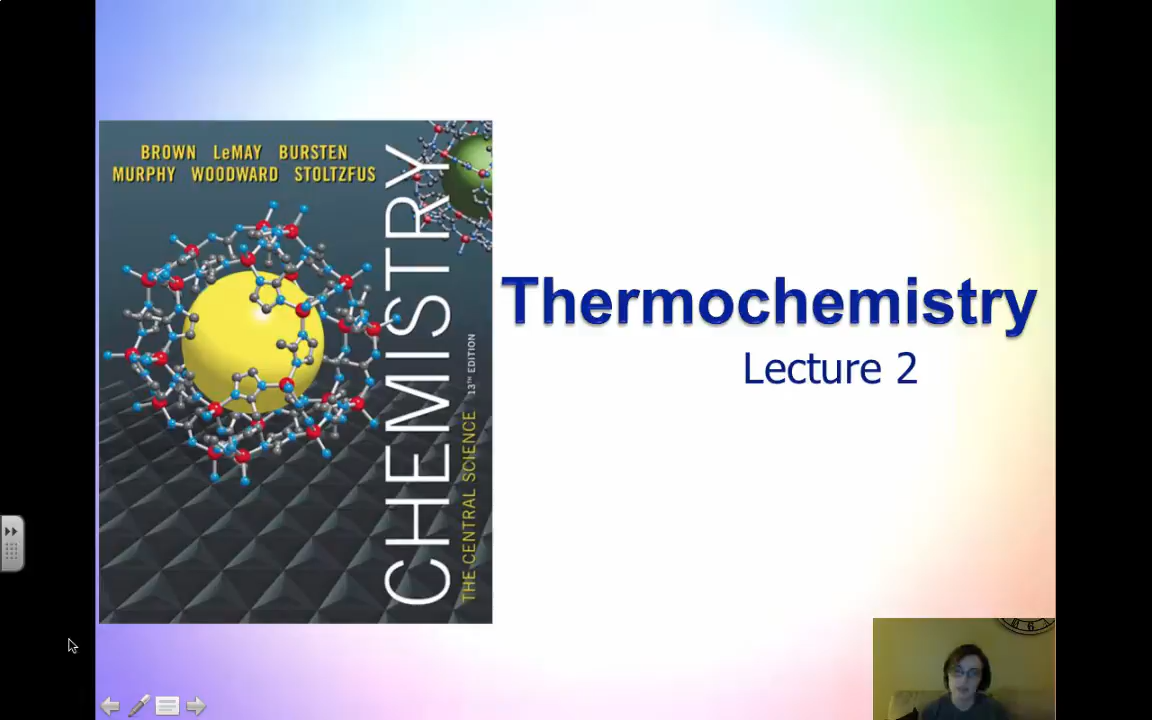 BROWN LeMAY BURSTEN
MURPHY WOODWARD STOLTZFUS
CHEMISTRY
THE CENTRAL SCIENCE 13TH EDITION
Thermochemistry
Lecture 2